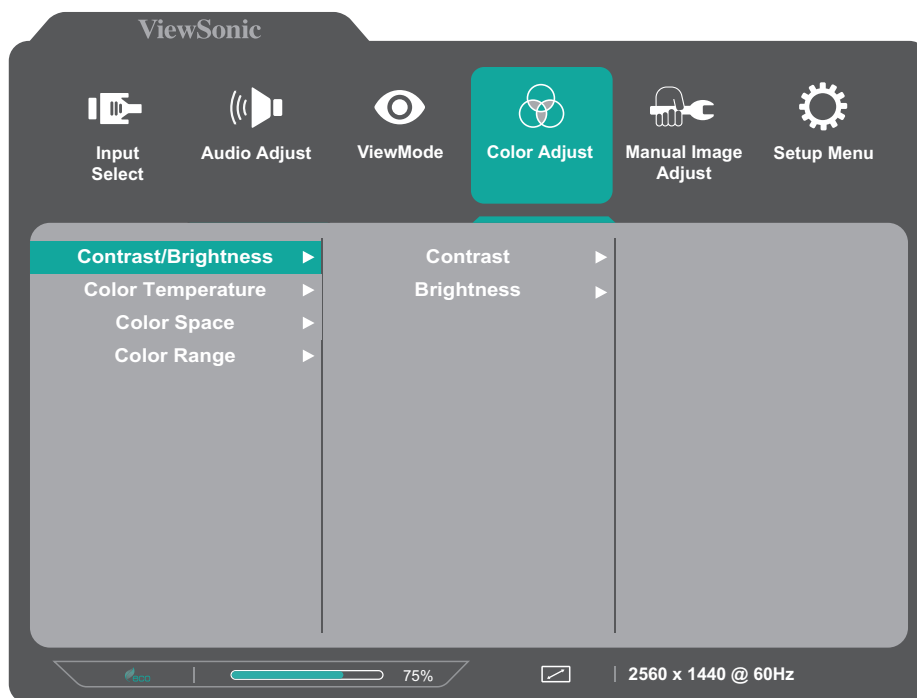 ViewSonic
Input
Select
Audio Adjust
ViewMode
Color Adjust
Manual Image
Adjust
Setup Menu
Contrast/Brightness
Color Temperature
Color Space
Color Range
Contrast
Brightness
eco
75%
2560 x 1440 @ 60Hz